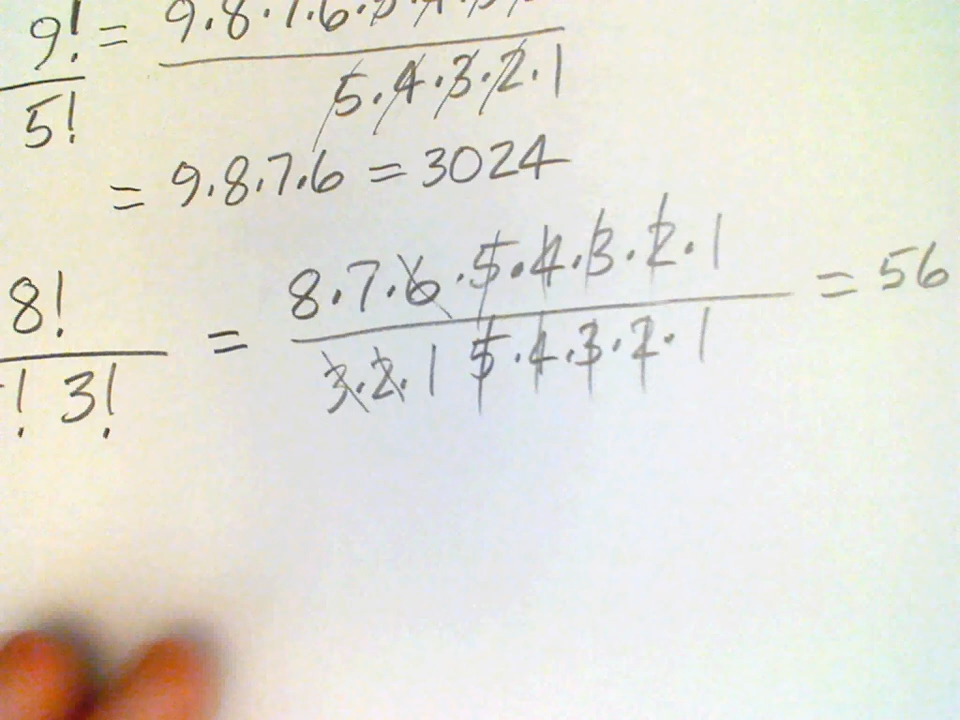 9!/5! = 9·8·7·6·5·4·3·2 / 5·4·3·2·1
= 9·8·7·6 = 3024
8!/! 3! = 8·7·6·5·4·3·2·1 / 3·2·1 5·4·3·2·1 = 56